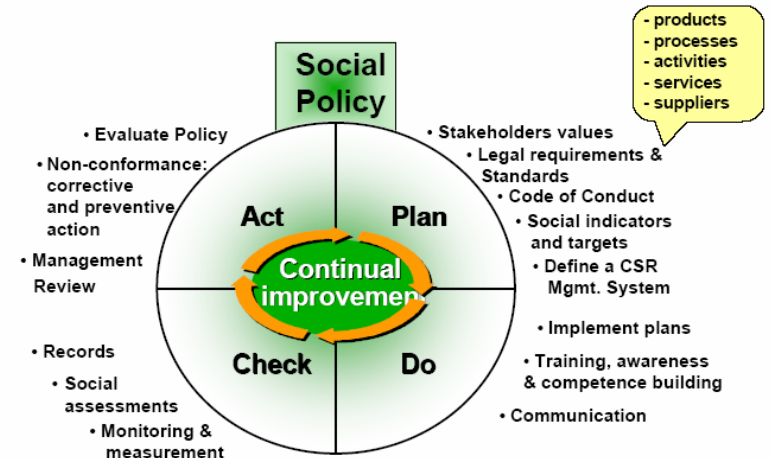 Social
Policy
- products
- processes
- activities
- services
- suppliers
• Evaluate Policy
• Non-conformance:
corrective
and preventive
action
• Management
Review
• Stakeholders values
• Legal requirements &
Standards
• Code of Conduct
• Social indicators
and targets
• Define a CSR
Mgmt. System
Act
Plan
Continual
improvement
Check
Do
• Records
• Social
assessments
• Monitoring &
measurement
• Implement plans
• Training, awareness
& competence building
• Communication